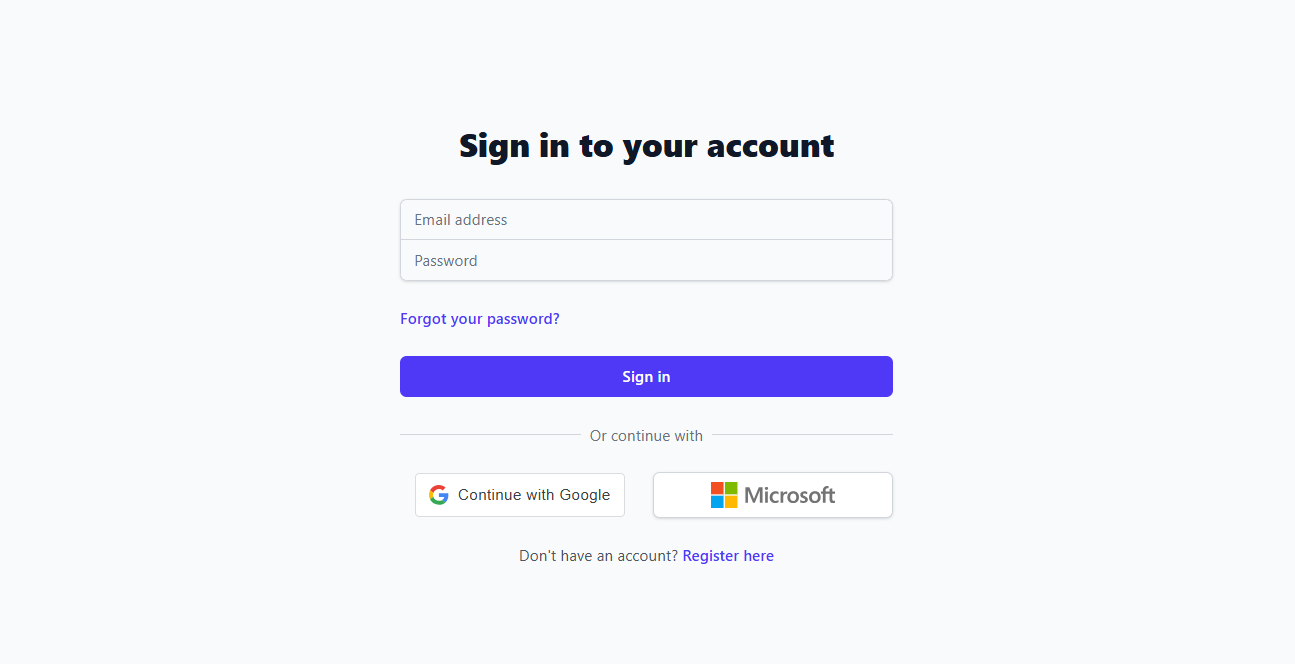 Sign in to your account
Email address
Password
Forgot your password?
Sign in
Or continue with
Continue with Google
Microsoft
Don't have an account? Register here